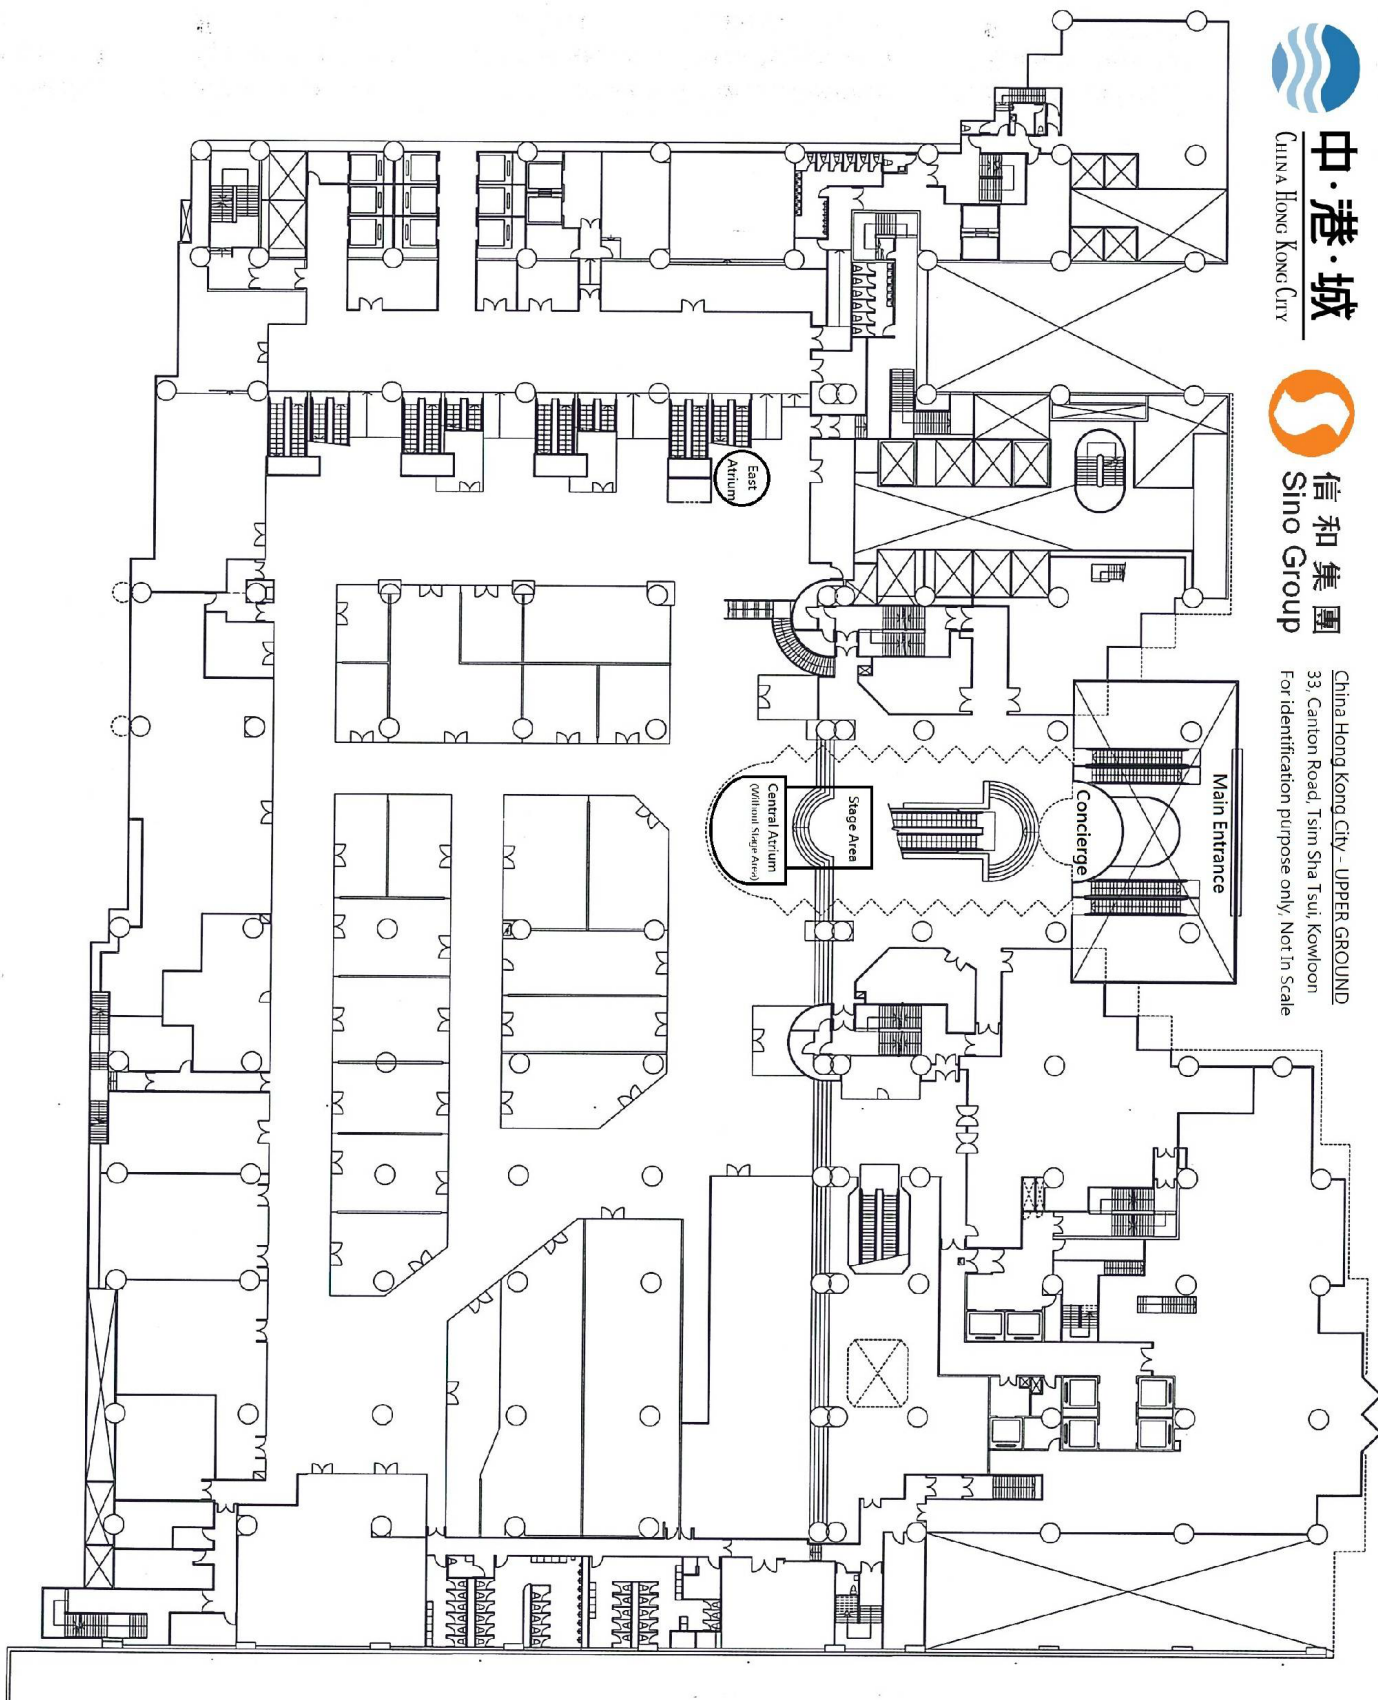 中·港·城
CHINA HONG KONG CITY
信和集團
Sino Group
China Hong Kong City - UPPER GROUND
33, Canton Road, Tsim Sha Tsui, Kowloon
For identification purpose only, Not In Scale
Main Entrance
Concierge
Stage Area
Central Atrium
(Without Stage Area)
East
Atrium